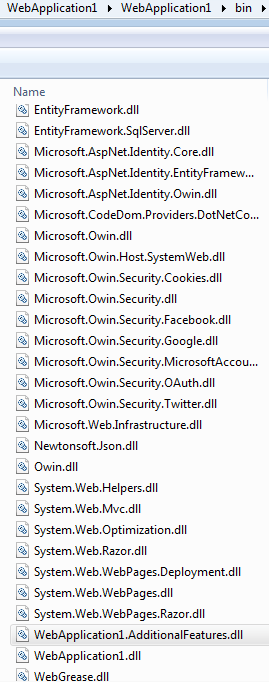 WebApplication1 ▸ WebApplication1 ▸ bin ▸
Name
EntityFramework.dll
EntityFramework.SqlServer.dll
Microsoft.AspNet.Identity.Core.dll
Microsoft.AspNet.Identity.EntityFramew...
Microsoft.AspNet.Identity.Owin.dll
Microsoft.CodeDom.Providers.DotNetCo...
Microsoft.Owin.dll
Microsoft.Owin.Host.SystemWeb.dll
Microsoft.Owin.Security.Cookies.dll
Microsoft.Owin.Security.dll
Microsoft.Owin.Security.Facebook.dll
Microsoft.Owin.Security.Google.dll
Microsoft.Owin.Security.MicrosoftAccou...
Microsoft.Owin.Security.OAuth.dll
Microsoft.Owin.Security.Twitter.dll
Microsoft.Web.Infrastructure.dll
Newtonsoft.Json.dll
Owin.dll
System.Web.Helpers.dll
System.Web.Mvc.dll
System.Web.Optimization.dll
System.Web.Razor.dll
System.Web.WebPages.Deployment.dll
System.Web.WebPages.dll
System.Web.WebPages.Razor.dll
WebApplication1.AdditionalFeatures.dll
WebApplication1.dll
WebGrease.dll